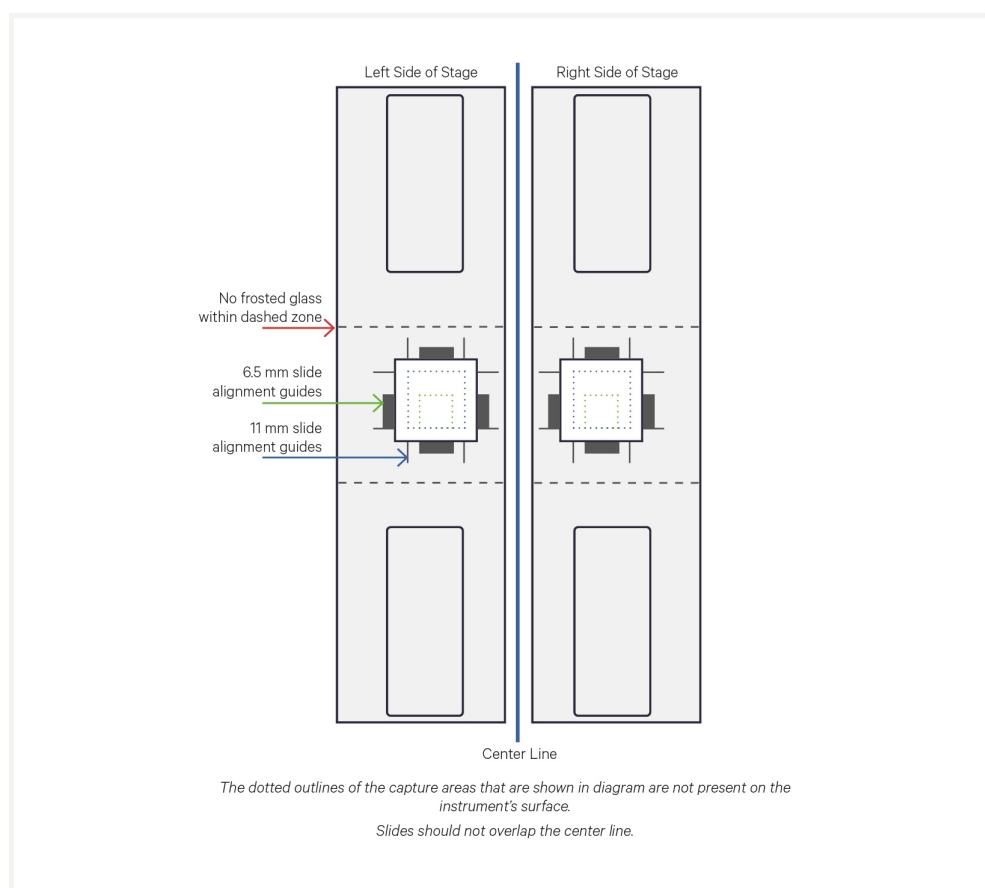 Left Side of Stage
Right Side of Stage
No frosted glass
within dashed zone
6.5 mm slide
alignment guides
11 mm slide
alignment guides
Center Line
The dotted outlines of the capture areas that are shown in diagram are not present on the
instrument's surface.
Slides should not overlap the center line.